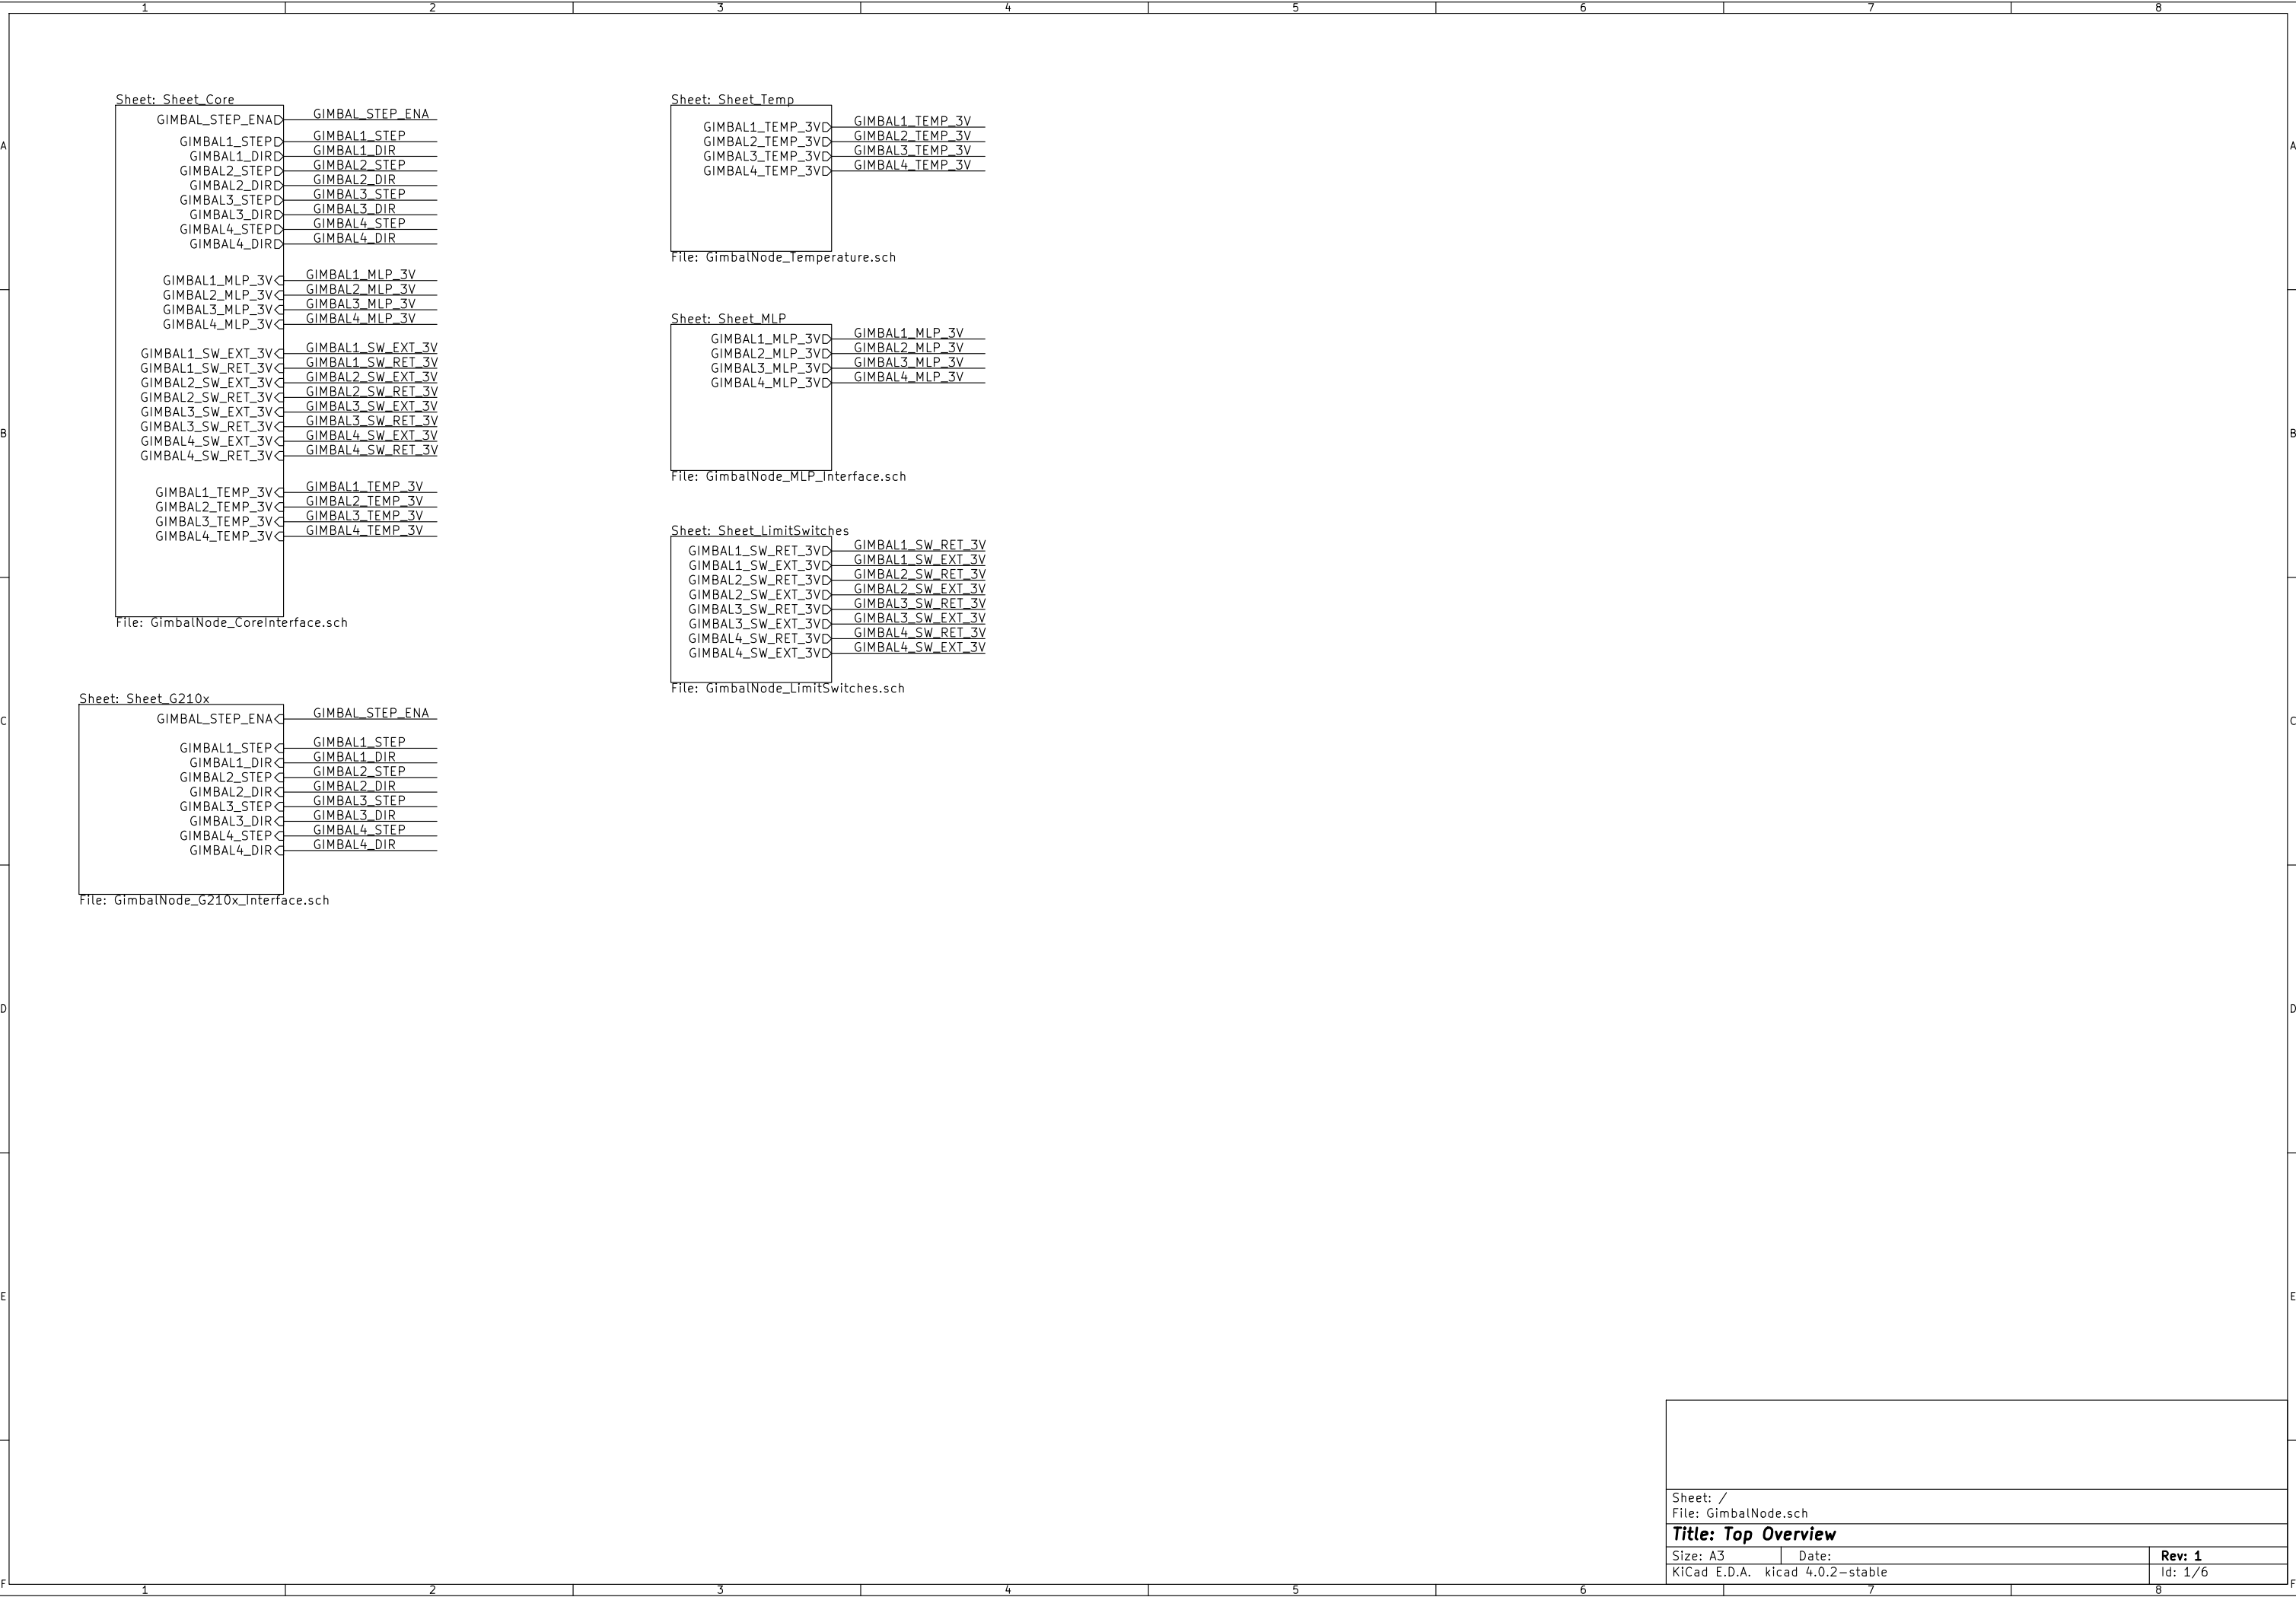 1 2 3 4 5 6 7 8
A A
B B
C C
D D
E E
F F
Sheet: Sheet_Core
GIMBAL_STEP_ENA GIMBAL_STEP_ENA
GIMBAL1_STEP GIMBAL1_STEP
GIMBAL1_DIR GIMBAL1_DIR
GIMBAL2_STEP GIMBAL2_STEP
GIMBAL2_DIR GIMBAL2_DIR
GIMBAL3_STEP GIMBAL3_STEP
GIMBAL3_DIR GIMBAL3_DIR
GIMBAL4_STEP GIMBAL4_STEP
GIMBAL4_DIR GIMBAL4_DIR
GIMBAL1_MLP_3V GIMBAL1_MLP_3V
GIMBAL2_MLP_3V GIMBAL2_MLP_3V
GIMBAL3_MLP_3V GIMBAL3_MLP_3V
GIMBAL4_MLP_3V GIMBAL4_MLP_3V
GIMBAL1_SW_EXT_3V GIMBAL1_SW_EXT_3V
GIMBAL1_SW_RET_3V GIMBAL1_SW_RET_3V
GIMBAL2_SW_EXT_3V GIMBAL2_SW_EXT_3V
GIMBAL2_SW_RET_3V GIMBAL2_SW_RET_3V
GIMBAL3_SW_EXT_3V GIMBAL3_SW_EXT_3V
GIMBAL3_SW_RET_3V GIMBAL3_SW_RET_3V
GIMBAL4_SW_EXT_3V GIMBAL4_SW_EXT_3V
GIMBAL4_SW_RET_3V GIMBAL4_SW_RET_3V
GIMBAL1_TEMP_3V GIMBAL1_TEMP_3V
GIMBAL2_TEMP_3V GIMBAL2_TEMP_3V
GIMBAL3_TEMP_3V GIMBAL3_TEMP_3V
GIMBAL4_TEMP_3V GIMBAL4_TEMP_3V
File: GimbalNode_CoreInterface.sch
Sheet: Sheet_G210x
GIMBAL_STEP_ENA GIMBAL_STEP_ENA
GIMBAL1_STEP GIMBAL1_STEP
GIMBAL1_DIR GIMBAL1_DIR
GIMBAL2_STEP GIMBAL2_STEP
GIMBAL2_DIR GIMBAL2_DIR
GIMBAL3_STEP GIMBAL3_STEP
GIMBAL3_DIR GIMBAL3_DIR
GIMBAL4_STEP GIMBAL4_STEP
GIMBAL4_DIR GIMBAL4_DIR
File: GimbalNode_G210x_Interface.sch
Sheet: Sheet_Temp
GIMBAL1_TEMP_3V GIMBAL1_TEMP_3V
GIMBAL2_TEMP_3V GIMBAL2_TEMP_3V
GIMBAL3_TEMP_3V GIMBAL3_TEMP_3V
GIMBAL4_TEMP_3V GIMBAL4_TEMP_3V
File: GimbalNode_Temperature.sch
Sheet: Sheet_MLP
GIMBAL1_MLP_3V GIMBAL1_MLP_3V
GIMBAL2_MLP_3V GIMBAL2_MLP_3V
GIMBAL3_MLP_3V GIMBAL3_MLP_3V
GIMBAL4_MLP_3V GIMBAL4_MLP_3V
File: GimbalNode_MLP_Interface.sch
Sheet: Sheet_LimitSwitches
GIMBAL1_SW_RET_3V GIMBAL1_SW_RET_3V
GIMBAL1_SW_EXT_3V GIMBAL1_SW_EXT_3V
GIMBAL2_SW_RET_3V GIMBAL2_SW_RET_3V
GIMBAL2_SW_EXT_3V GIMBAL2_SW_EXT_3V
GIMBAL3_SW_RET_3V GIMBAL3_SW_RET_3V
GIMBAL3_SW_EXT_3V GIMBAL3_SW_EXT_3V
GIMBAL4_SW_RET_3V GIMBAL4_SW_RET_3V
GIMBAL4_SW_EXT_3V GIMBAL4_SW_EXT_3V
File: GimbalNode_LimitSwitches.sch
Sheet: /
File: GimbalNode.sch
Title: Top Overview
Size: A3 Date: Rev: 1
KiCad E.D.A. kicad 4.0.2-stable Id: 1/6
1 2 3 4 5 6 7 8